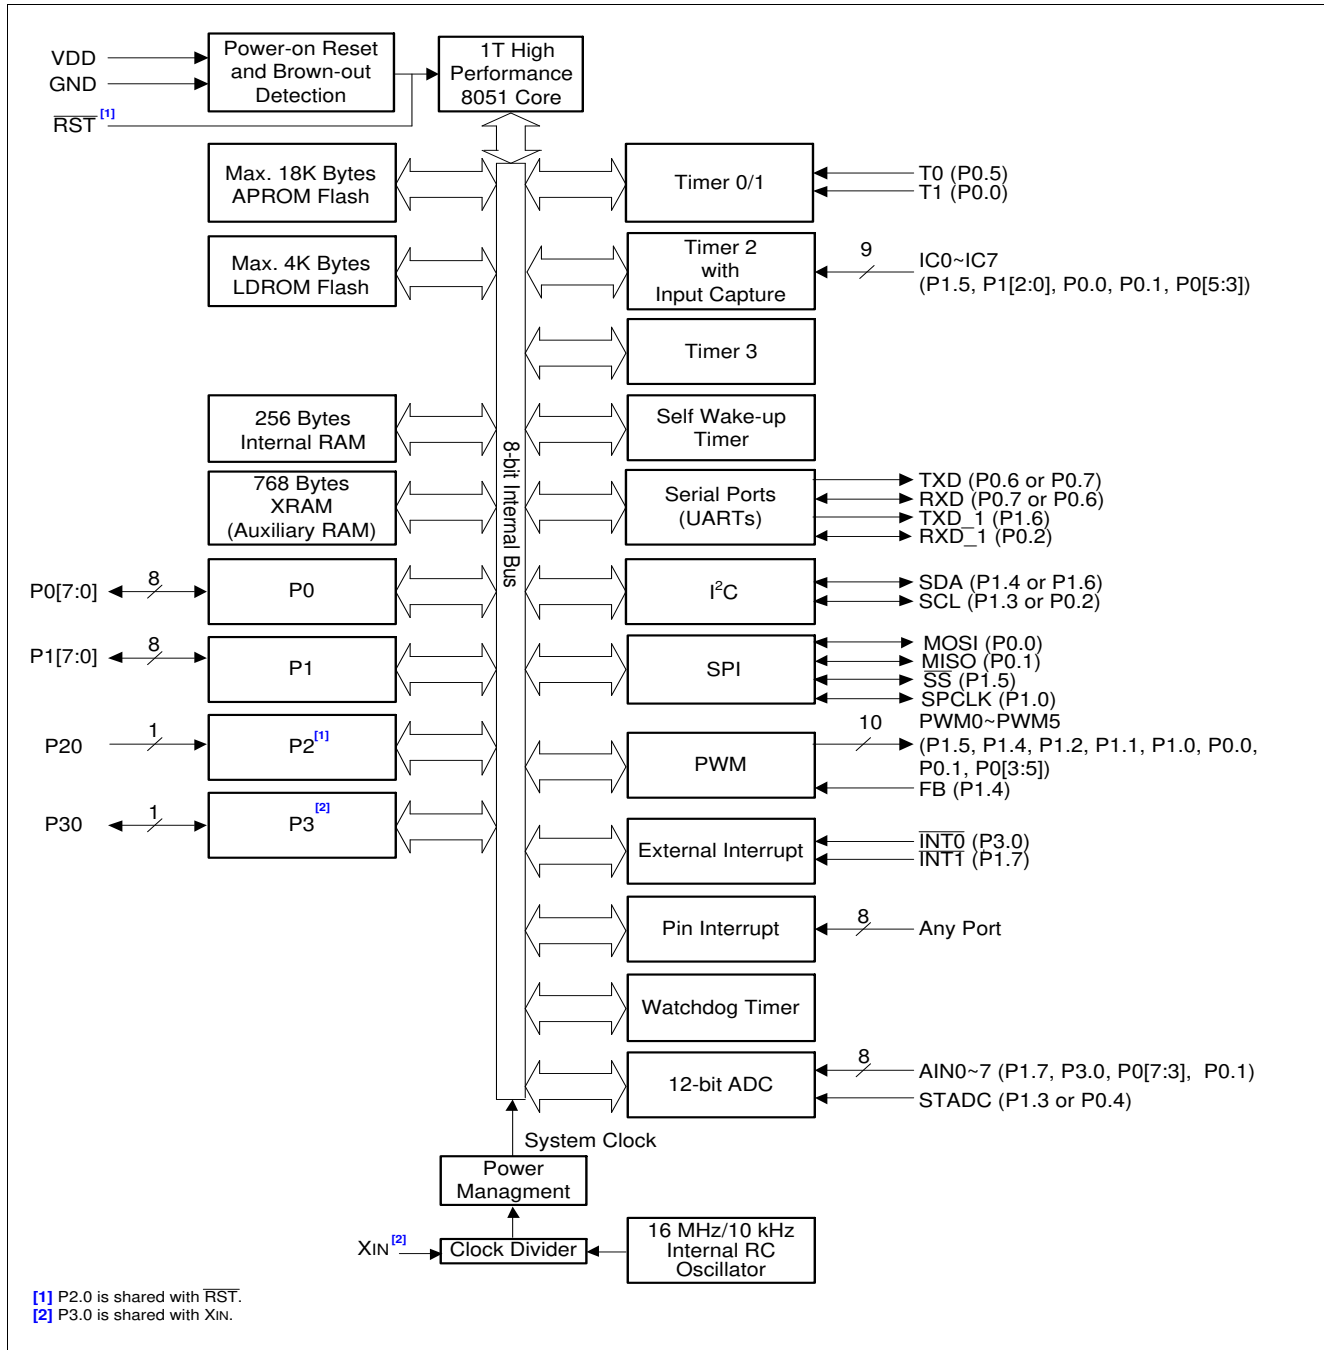 VDD
GND
RST [1]
Power-on Reset
and Brown-out
Detection
1T High
Performance
8051 Core
Max. 18K Bytes
APROM Flash
Max. 4K Bytes
LDROM Flash
256 Bytes
Internal RAM
768 Bytes
XRAM
(Auxiliary RAM)
P0[7:0]
8
P0
P1[7:0]
8
P1
P20
1
P2[1]
P30
1
P3[2]
8-bit Internal Bus
Timer 0/1
T0 (P0.5)
T1 (P0.0)
Timer 2
with
Input Capture
9
IC0~IC7
(P1.5, P1[2:0], P0.0, P0.1, P0[5:3])
Timer 3
Self Wake-up
Timer
Serial Ports
(UARTs)
TXD (P0.6 or P0.7)
RXD (P0.7 or P0.6)
TXD_1 (P1.6)
RXD_1 (P0.2)
I2C
SDA (P1.4 or P1.6)
SCL (P1.3 or P0.2)
SPI
MOSI (P0.0)
MISO (P0.1)
SS (P1.5)
SPCLK (P1.0)
PWM
10
PWM0~PWM5
(P1.5, P1.4, P1.2, P1.1, P1.0, P0.0,
P0.1, P0[3:5])
FB (P1.4)
External Interrupt
INT0 (P3.0)
INT1 (P1.7)
Pin Interrupt
8
Any Port
Watchdog Timer
12-bit ADC
8
AIN0~7 (P1.7, P3.0, P0[7:3], P0.1)
STADC (P1.3 or P0.4)
System Clock
Power
Managment
XIN [2]
Clock Divider
16 MHz/10 kHz
Internal RC
Oscillator
[1] P2.0 is shared with RST.
[2] P3.0 is shared with XIN.